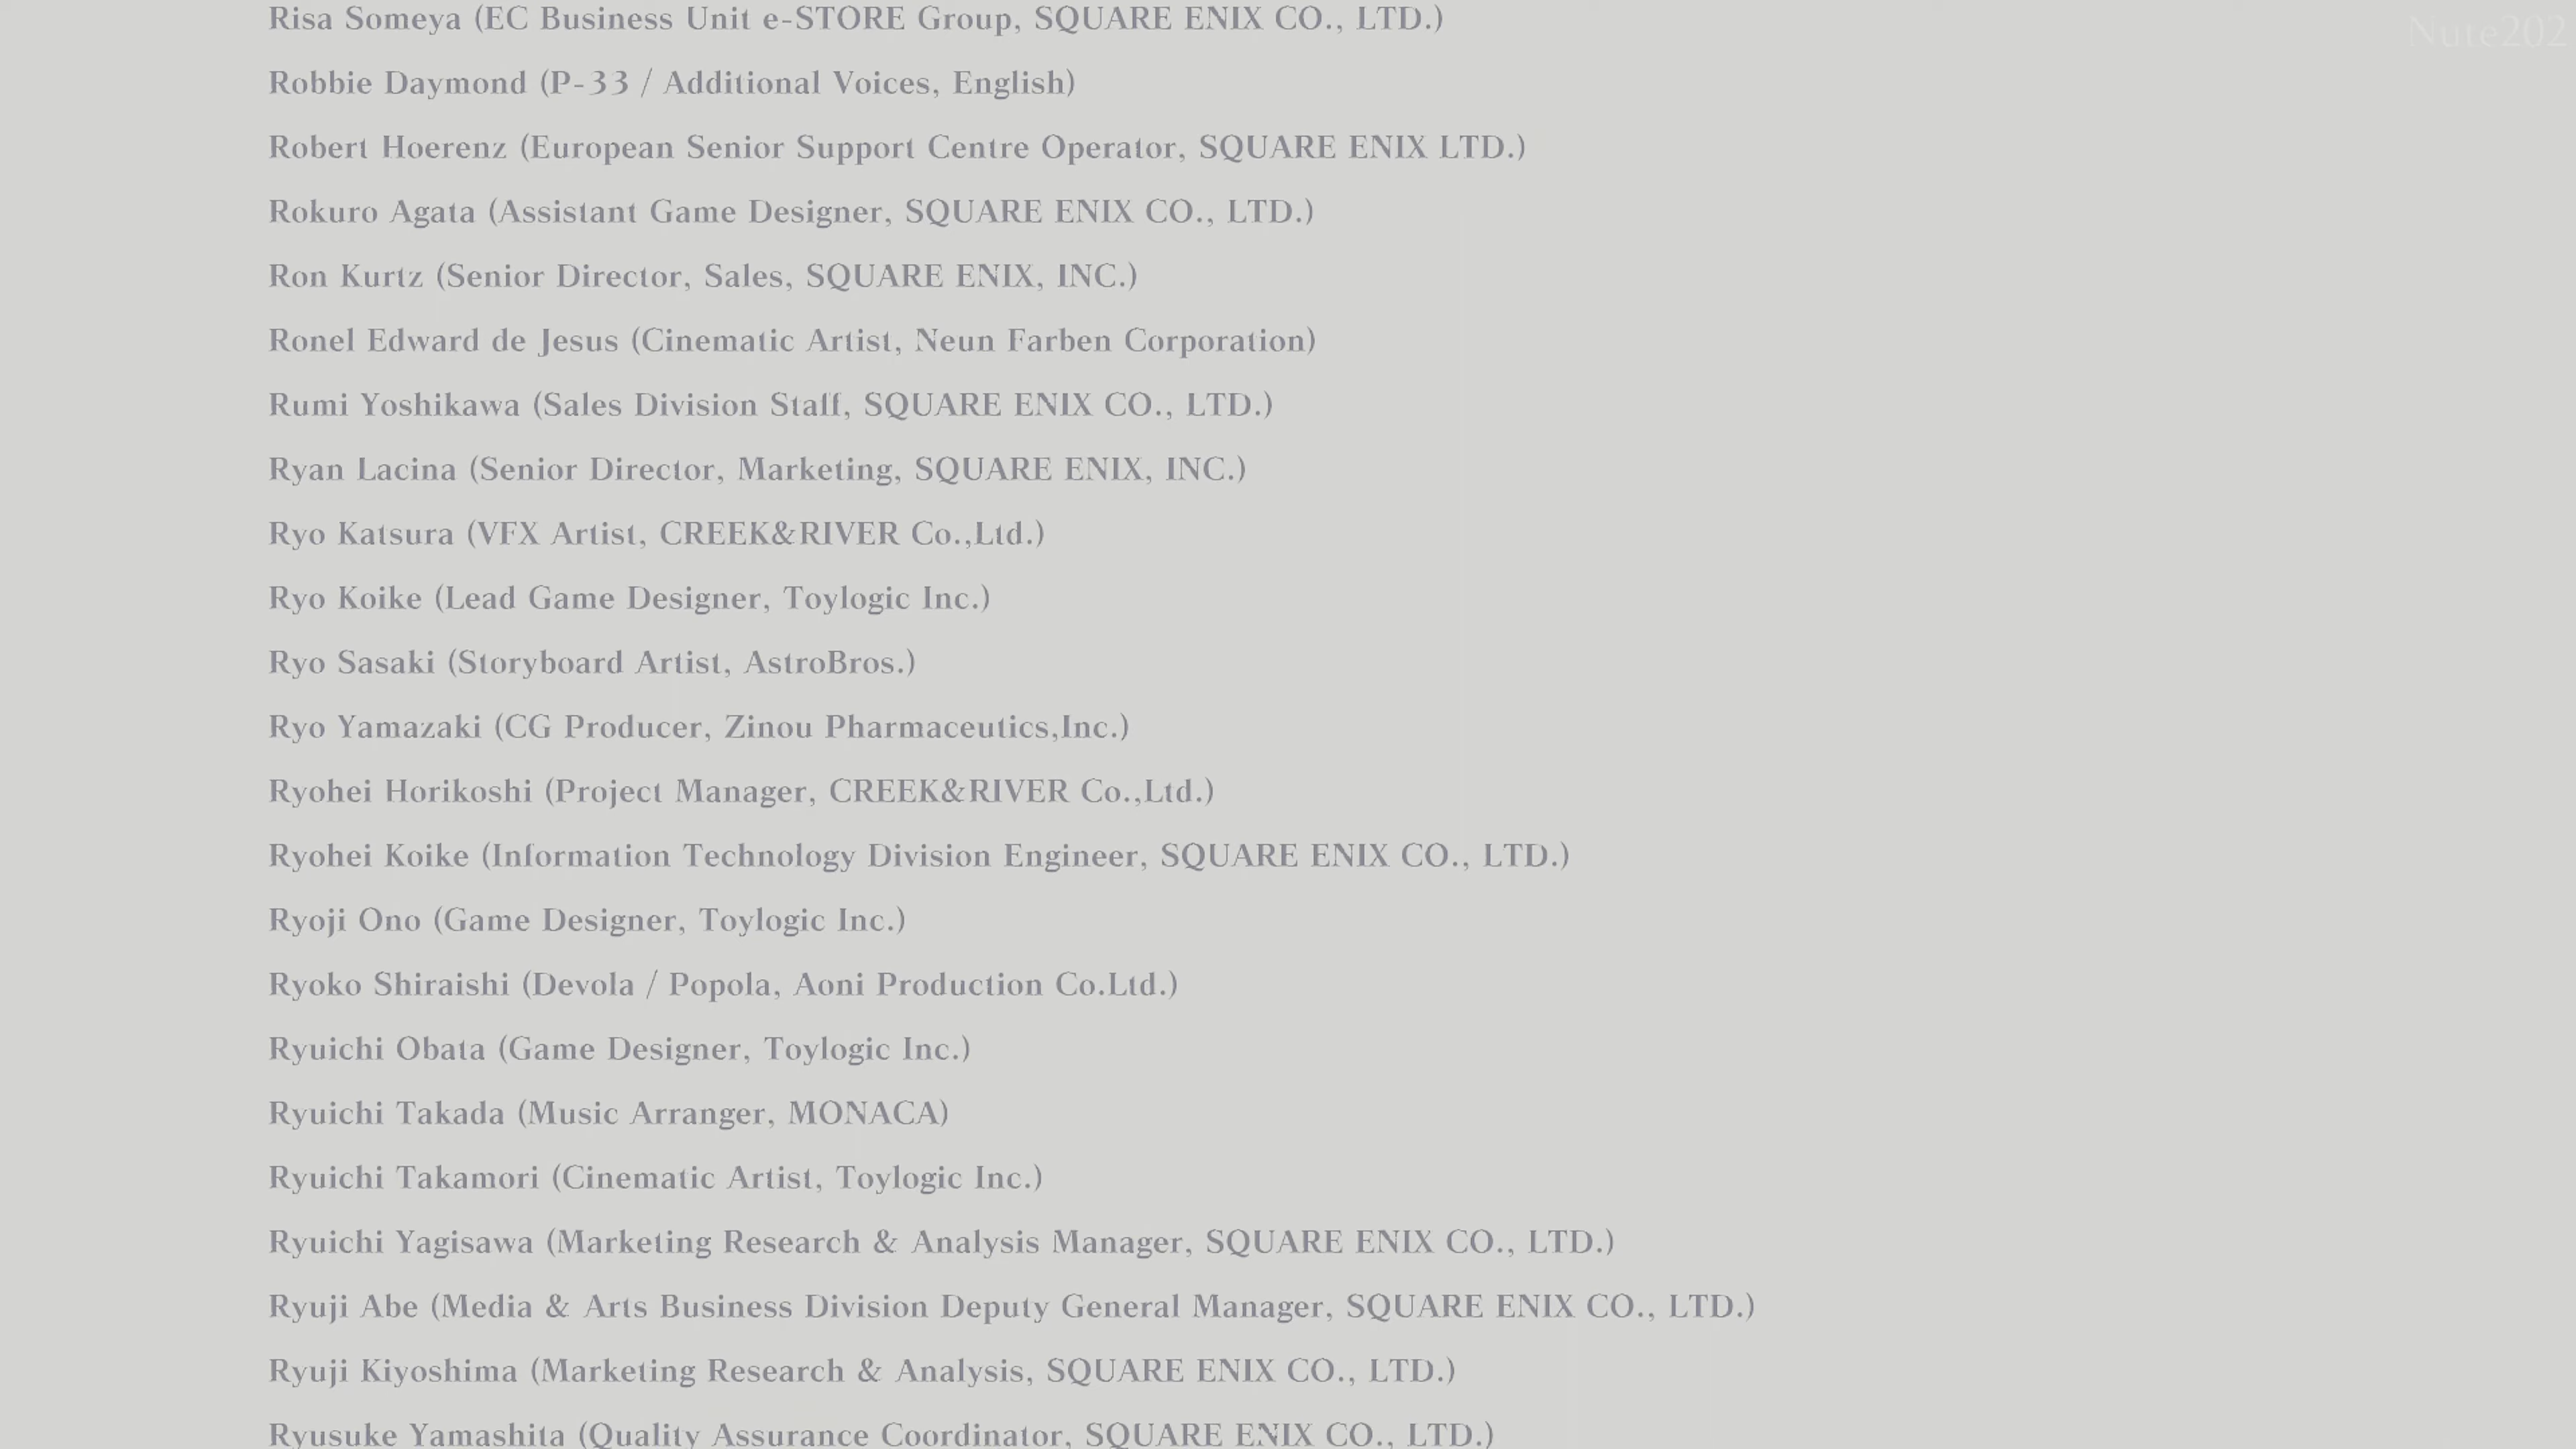 Nute202
Risa Someya (EC Business Unit e-STORE Group, SQUARE ENIX CO., LTD.)
Robbie Daymond (P-33 / Additional Voices, English)
Robert Hoerenz (European Senior Support Centre Operator, SQUARE ENIX LTD.)
Rokuro Agata (Assistant Game Designer, SQUARE ENIX CO., LTD.)
Ron Kurtz (Senior Director, Sales, SQUARE ENIX, INC.)
Ronel Edward de Jesus (Cinematic Artist, Neun Farben Corporation)
Rumi Yoshikawa (Sales Division Staff, SQUARE ENIX CO., LTD.)
Ryan Lacina (Senior Director, Marketing, SQUARE ENIX, INC.)
Ryo Katsura (VFX Artist, CREEK&RIVER Co.,Ltd.)
Ryo Koike (Lead Game Designer, Toylogic Inc.)
Ryo Sasaki (Storyboard Artist, AstroBros.)
Ryo Yamazaki (CG Producer, Zinou Pharmaceutics,Inc.)
Ryohei Horikoshi (Project Manager, CREEK&RIVER Co.,Ltd.)
Ryohei Koike (Information Technology Division Engineer, SQUARE ENIX CO., LTD.)
Ryoji Ono (Game Designer, Toylogic Inc.)
Ryoko Shiraishi (Devola / Popola, Aoni Production Co.Ltd.)
Ryuichi Obata (Game Designer, Toylogic Inc.)
Ryuichi Takada (Music Arranger, MONACA)
Ryuichi Takamori (Cinematic Artist, Toylogic Inc.)
Ryuichi Yagisawa (Marketing Research & Analysis Manager, SQUARE ENIX CO., LTD.)
Ryuji Abe (Media & Arts Business Division Deputy General Manager, SQUARE ENIX CO., LTD.)
Ryuji Kiyoshima (Marketing Research & Analysis, SQUARE ENIX CO., LTD.)
Ryusuke Yamashita (Quality Assurance Coordinator, SQUARE ENIX CO., LTD.)